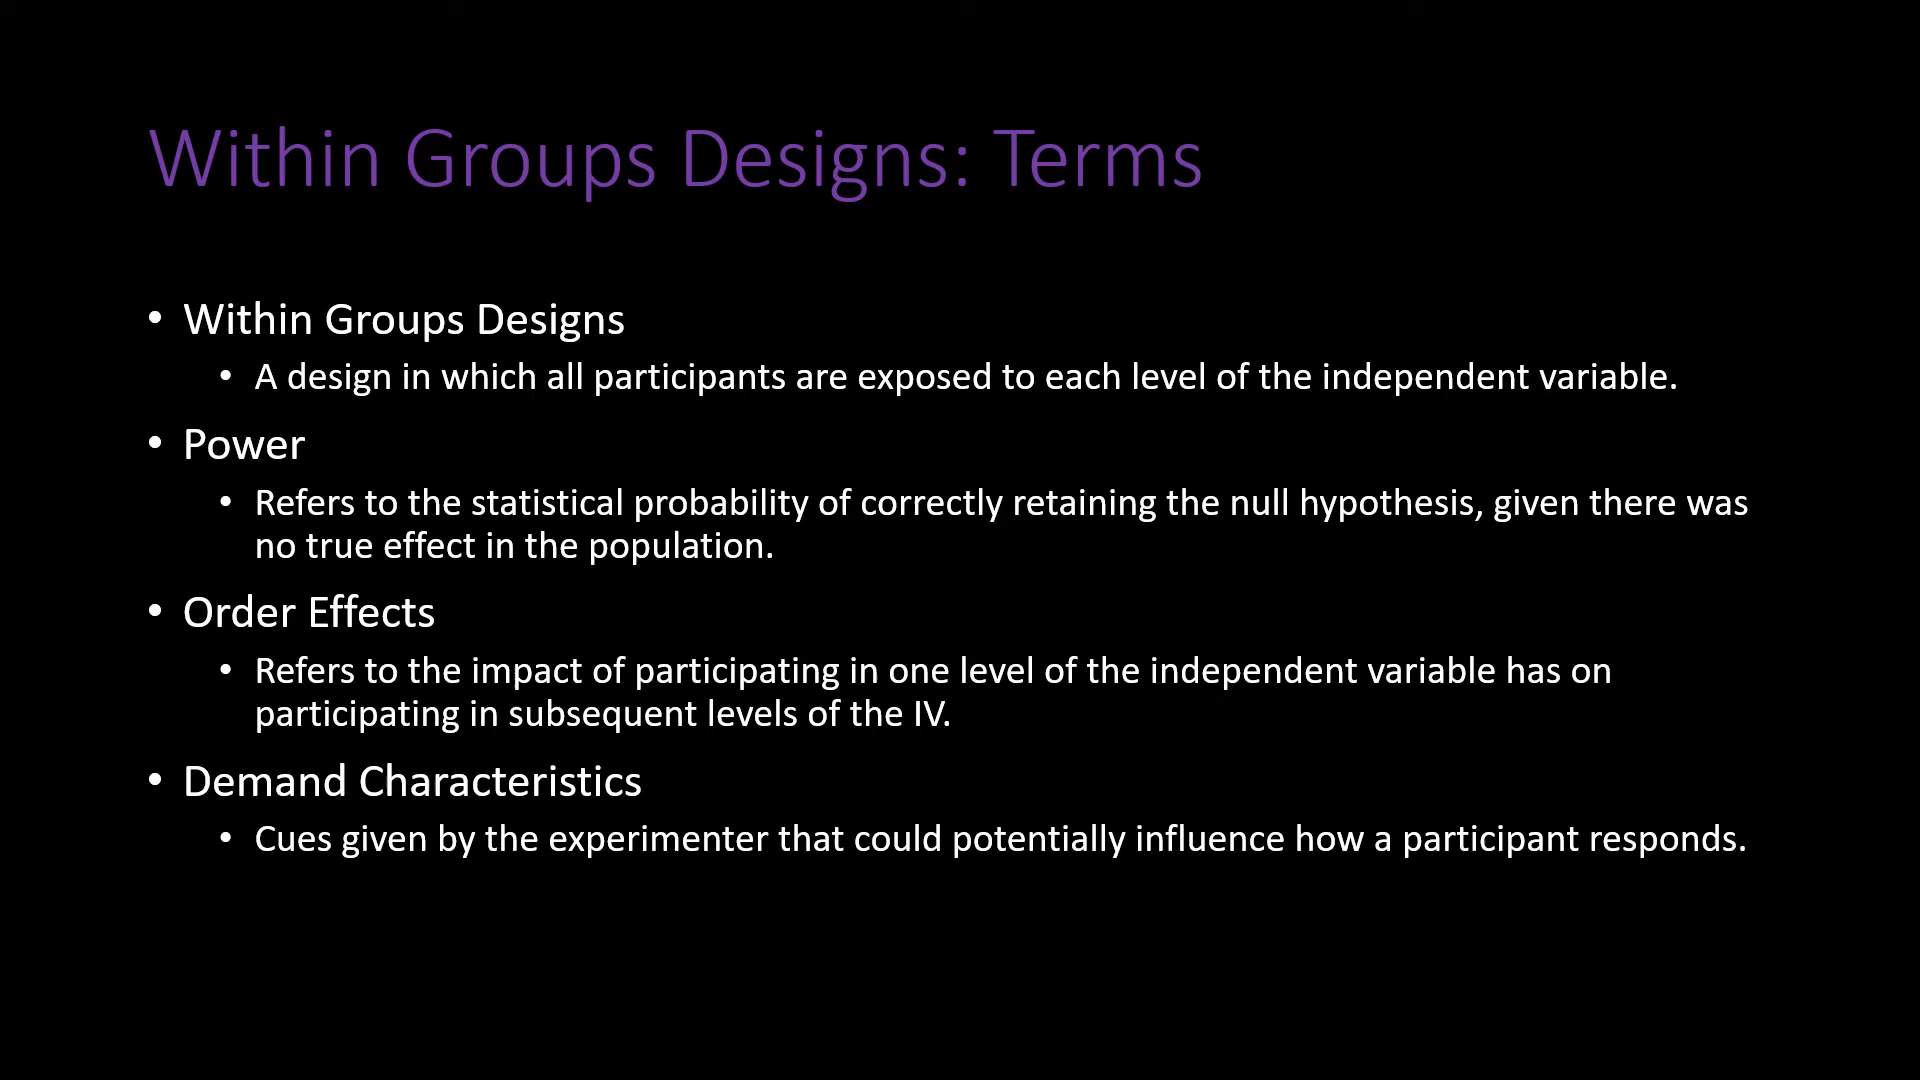 Within Groups Designs: Terms
• Within Groups Designs
• A design in which all participants are exposed to each level of the independent variable.
• Power
• Refers to the statistical probability of correctly retaining the null hypothesis, given there was
no true effect in the population.
• Order Effects
• Refers to the impact of participating in one level of the independent variable has on
participating in subsequent levels of the IV.
• Demand Characteristics
• Cues given by the experimenter that could potentially influence how a participant responds.